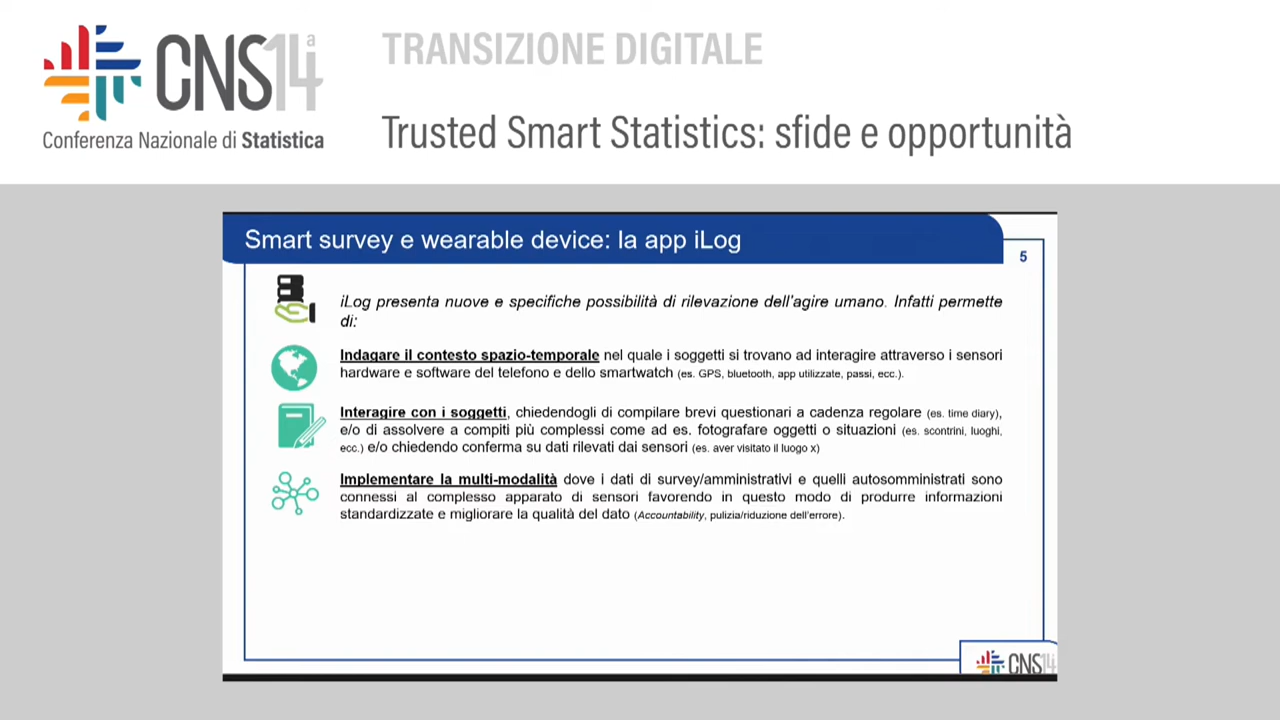 CNS14ª
Conferenza Nazionale di Statistica
TRANSIZIONE DIGITALE
Trusted Smart Statistics: sfide e opportunità
Smart survey e wearable device: la app iLog
5
iLog presenta nuove e specifiche possibilità di rilevazione dell'agire umano. Infatti permette
di:
Indagare il contesto spazio-temporale nel quale i soggetti si trovano ad interagire attraverso i sensori
hardware e software del telefono e dello smartwatch (es. GPS, bluetooth, app utilizzate, passi, ecc.).
Interagire con i soggetti, chiedendogli di compilare brevi questionari a cadenza regolare (es. time diary),
e/o di assolvere a compiti più complessi come ad es. fotografare oggetti o situazioni (es. scontrini, luoghi,
ecc.) e/o chiedendo conferma su dati rilevati dai sensori (es. aver visitato il luogo x)
Implementare la multi-modalità dove i dati di survey/amministrativi e quelli autosomministrati sono
connessi al complesso apparato di sensori favorendo in questo modo di produrre informazioni
standardizzate e migliorare la qualità del dato (Accountability, pulizia/riduzione dell'errore).
CNS14